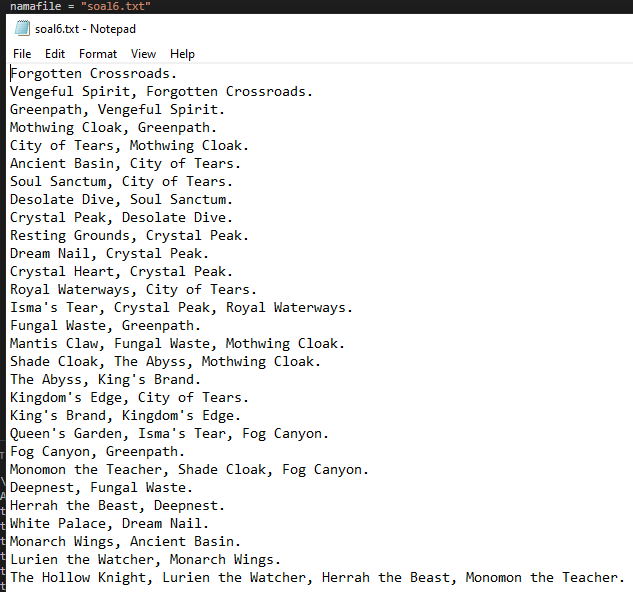 namafile = "soal6.txt"
soal6.txt - Notepad
File Edit Format View Help
Forgotten Crossroads.
Vengeful Spirit, Forgotten Crossroads.
Greenpath, Vengeful Spirit.
Mothwing Cloak, Greenpath.
City of Tears, Mothwing Cloak.
Ancient Basin, City of Tears.
Soul Sanctum, City of Tears.
Desolate Dive, Soul Sanctum.
Crystal Peak, Desolate Dive.
Resting Grounds, Crystal Peak.
Dream Nail, Crystal Peak.
Crystal Heart, Crystal Peak.
Royal Waterways, City of Tears.
Isma's Tear, Crystal Peak, Royal Waterways.
Fungal Waste, Greenpath.
Mantis Claw, Fungal Waste, Mothwing Cloak.
Shade Cloak, The Abyss, Mothwing Cloak.
The Abyss, King's Brand.
Kingdom's Edge, City of Tears.
King's Brand, Kingdom's Edge.
Queen's Garden, Isma's Tear, Fog Canyon.
Fog Canyon, Greenpath.
Monomon the Teacher, Shade Cloak, Fog Canyon.
Deepnest, Fungal Waste.
Herrah the Beast, Deepnest.
White Palace, Dream Nail.
Monarch Wings, Ancient Basin.
Lurien the Watcher, Monarch Wings.
The Hollow Knight, Lurien the Watcher, Herrah the Beast, Monomon the Teacher.